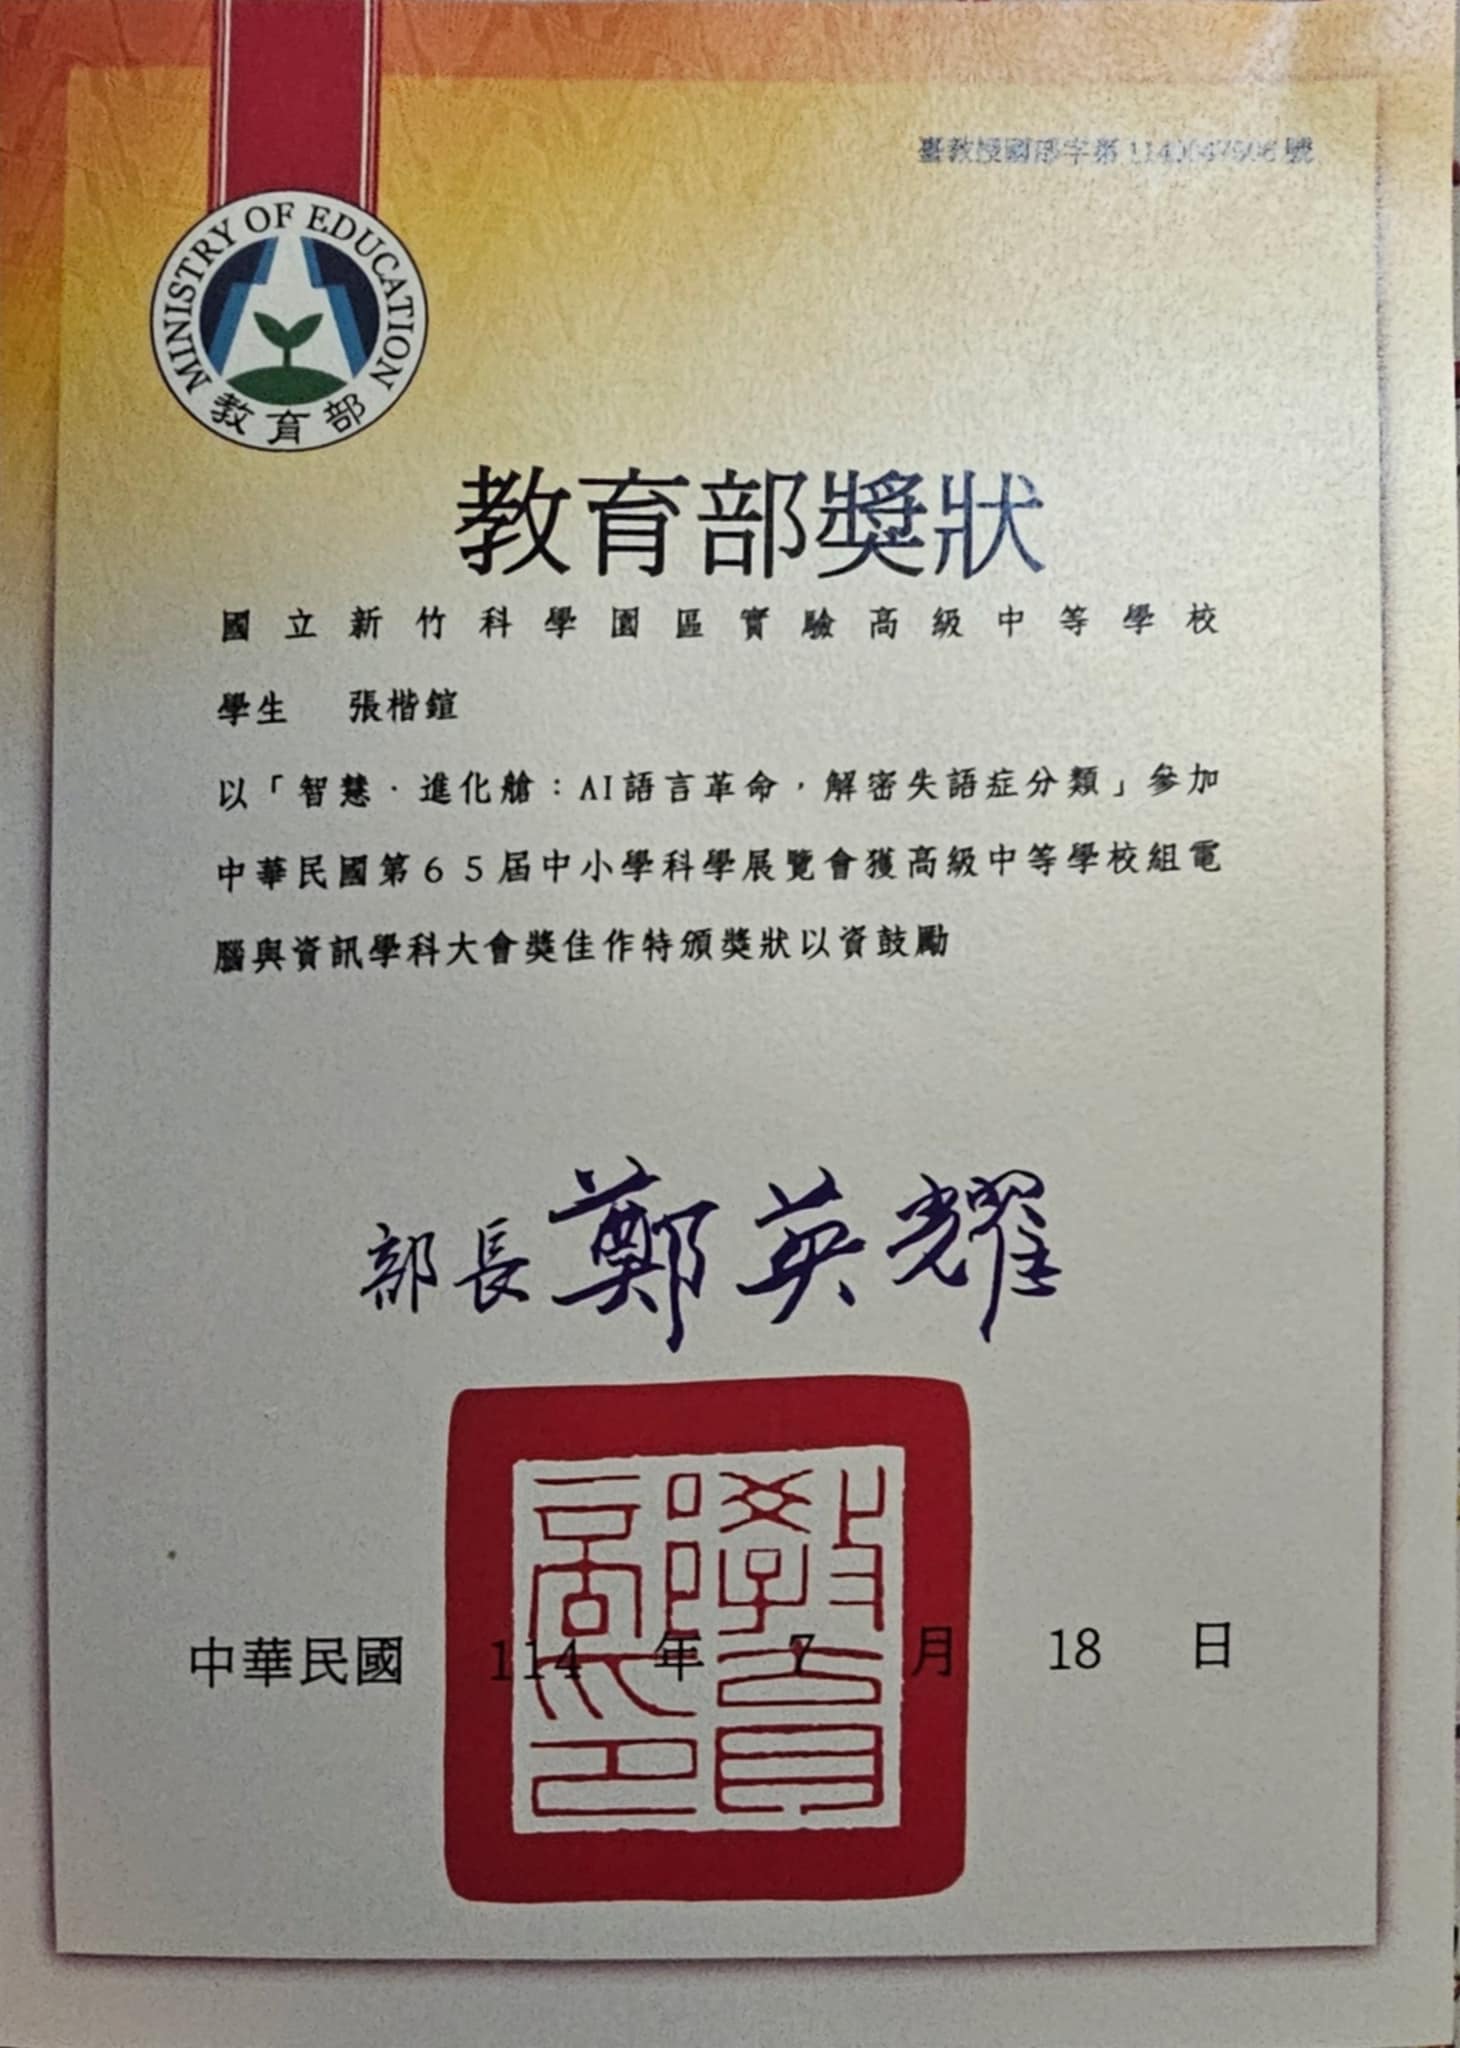 臺教授國部字第 號
MINISTRY OF EDUCATION
教育部
教育部獎狀
國立新竹科學園區實驗高級中等學校
學生 張楷鎧
以「智慧．進化艙：AI語言革命，解密失語症分類」參加
中華民國第65屆中小學科學展覽會獲高級中等學校組電
腦與資訊學科大會獎佳作特頒獎狀以資鼓勵
部長鄭英耀
中華民國 114 年 7 月 18 日